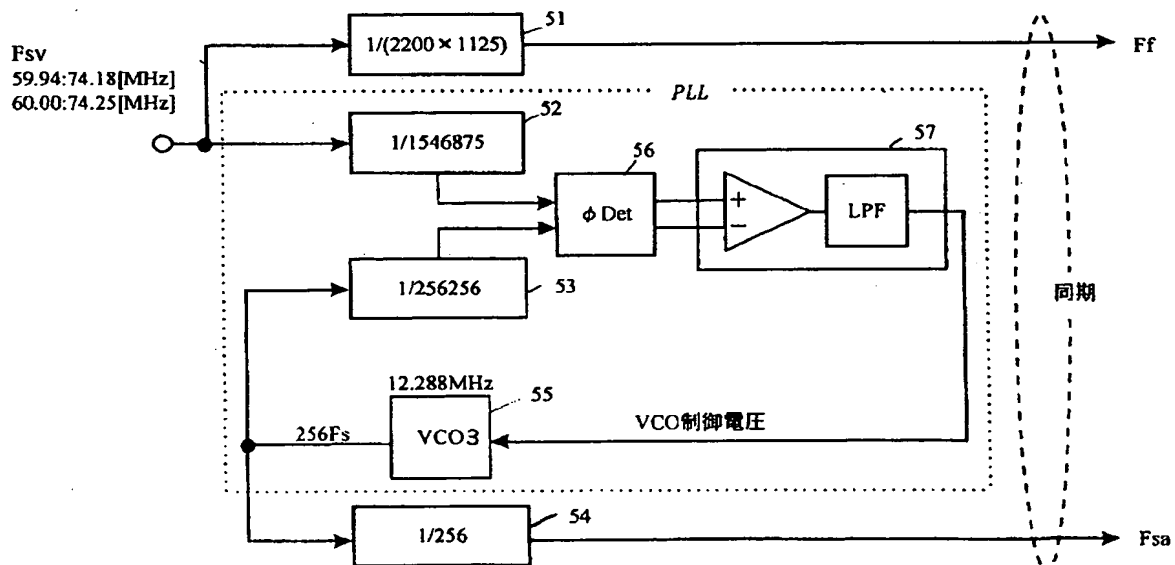 51
1/(2200×1125)
Ff
Fsv
59.94:74.18[MHz]
60.00:74.25[MHz]
PLL
52
1/1546875
56
φDet
57
+
−
LPF
1/256256
53
同期
12.288MHz
55
VCO3
256Fs
VCO制御電圧
54
1/256
Fsa